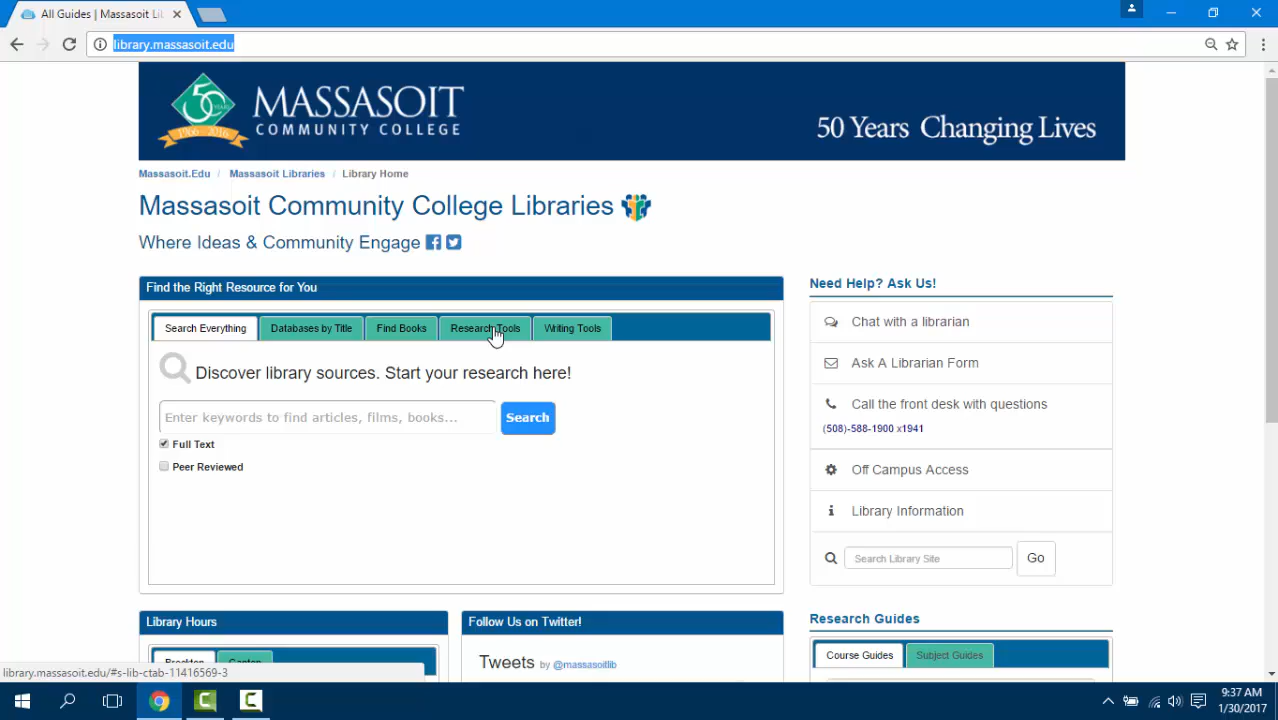 All Guides | Massasoit Li
library.massasoit.edu
50 YEARS
1966 2016
MASSASOIT
COMMUNITY COLLEGE
50 Years Changing Lives
Massasoit.Edu / Massasoit Libraries / Library Home
Massasoit Community College Libraries
Where Ideas & Community Engage
Find the Right Resource for You
Search Everything
Databases by Title
Find Books
Research Tools
Writing Tools
Discover library sources. Start your research here!
Enter keywords to find articles, films, books...
Search
Full Text
Peer Reviewed
Need Help? Ask Us!
Chat with a librarian
Ask A Librarian Form
Call the front desk with questions
(508)-588-1900 x1941
Off Campus Access
Library Information
Search Library Site
Go
Library Hours
Brockton
Canton
Follow Us on Twitter!
Tweets by @massasoitlib
Research Guides
Course Guides
Subject Guides
library.massasoit.edu/#s-lib-ctab-11416569-3
9:37 AM
1/30/2017